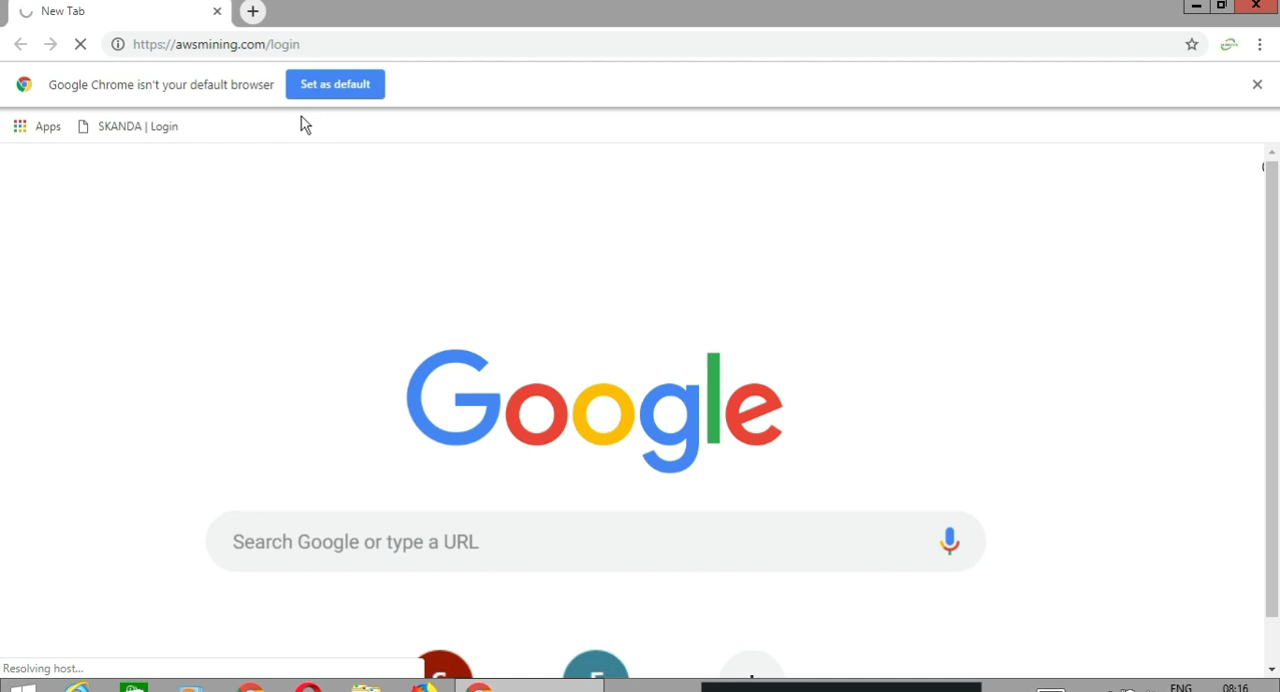 New Tab
https://awsmining.com/login
Google Chrome isn't your default browser
Set as default
Apps
SKANDA | Login
Google
Search Google or type a URL
Resolving host...
ENG
08:16